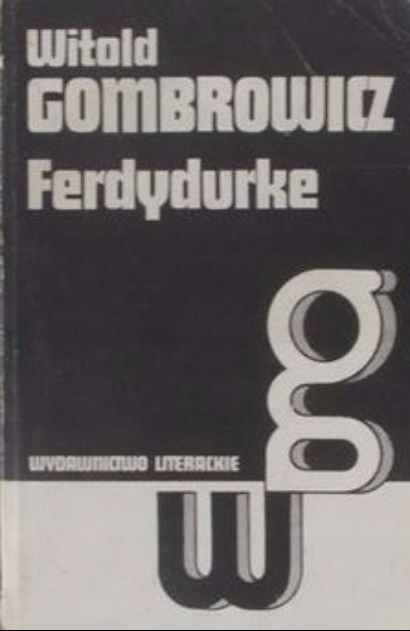 Witold
GOMBROWICZ
Ferdydurke
g
WYDAWNICTWO LITERACKIE
w